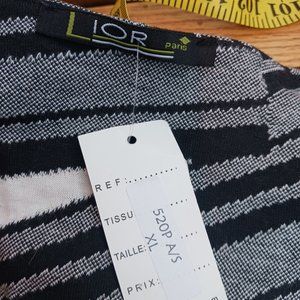 LIOR
Paris
REF:............
TISSU
TAILLE:
PRIX:
520P A/S
XL